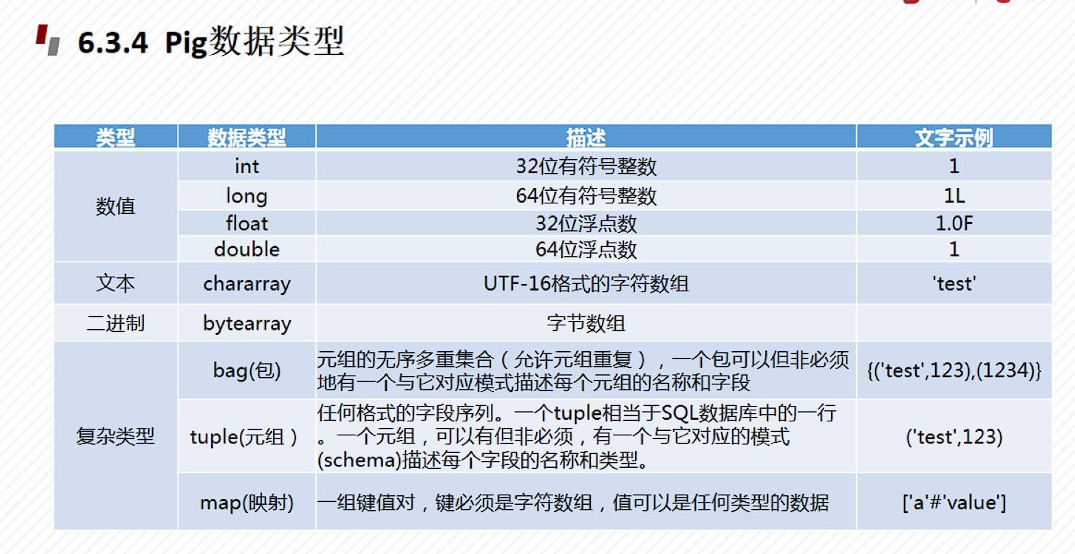 6.3.4 Pig数据类型
类型 数据类型 描述 文字示例
数值 int 32位有符号整数 1
long 64位有符号整数 1L
float 32位浮点数 1.0F
double 64位浮点数 1
文本 chararray UTF-16格式的字符数组 'test'
二进制 bytearray 字节数组
复杂类型 bag(包) 元组的无序多重集合（允许元组重复），一个包可以但非必须
地有一个与它对应模式描述每个元组的名称和字段 {('test',123),(1234)}
tuple(元组） 任何格式的字段序列。一个tuple相当于SQL数据库中的一行
。一个元组，可以有但非必须，有一个与它对应的模式
(schema)描述每个字段的名称和类型。 ('test',123)
map(映射) 一组键值对，键必须是字符数组，值可以是任何类型的数据 ['a'#'value']